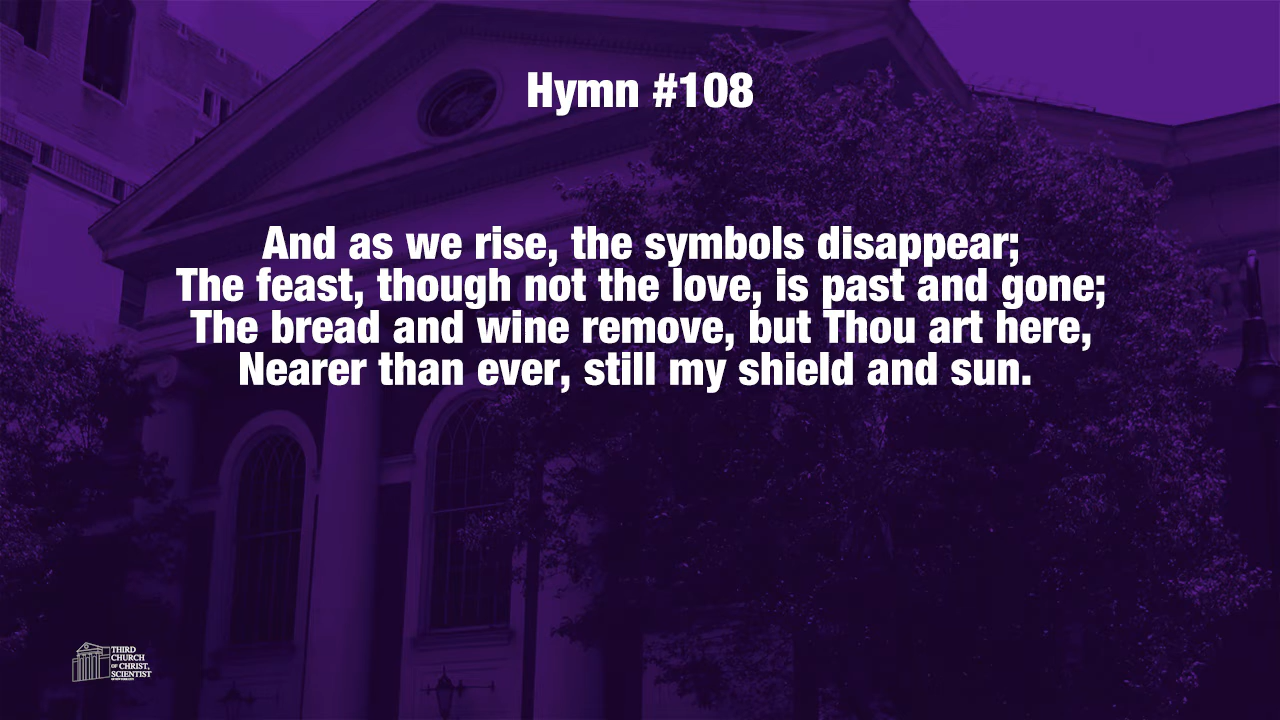 Hymn #108
And as we rise, the symbols disappear;
The feast, though not the love, is past and gone;
The bread and wine remove, but Thou art here,
Nearer than ever, still my shield and sun.
THIRD
CHURCH
OF CHRIST,
SCIENTIST